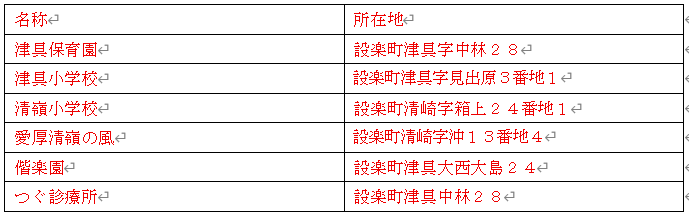 名称 所在地
津具保育園 設楽町津具字中林２８
津具小学校 設楽町津具字見出原３番地１
清嶺小学校 設楽町清崎字箱上２４番地１
愛厚清嶺の風 設楽町清崎字沖１３番地４
偕楽園 設楽町津具大西大島２４
つぐ診療所 設楽町津具中林２８